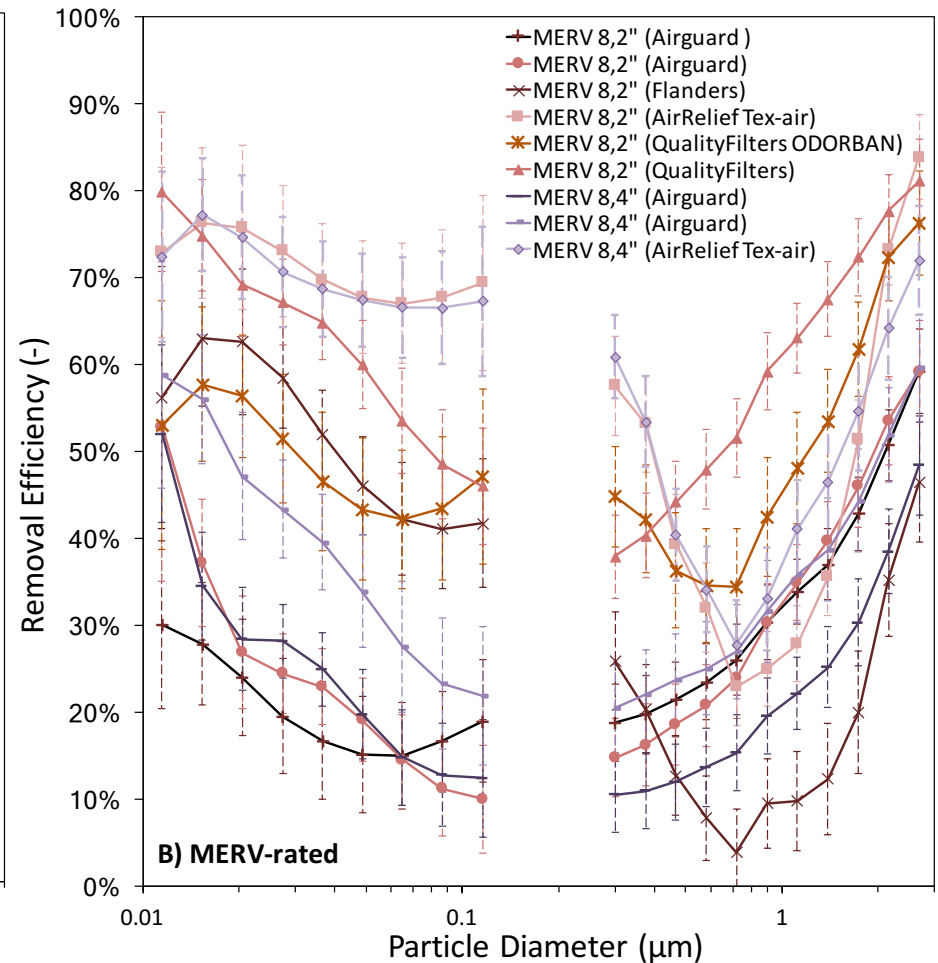 100%
90%
80%
70%
60%
50%
40%
30%
20%
10%
0%
Removal Efficiency (-)
MERV 8,2" (Airguard )
MERV 8,2" (Airguard)
MERV 8,2" (Flanders)
MERV 8,2" (AirRelief Tex-air)
MERV 8,2" (QualityFilters ODORBAN)
MERV 8,2" (QualityFilters)
MERV 8,4" (Airguard)
MERV 8,4" (Airguard)
MERV 8,4" (AirRelief Tex-air)
B) MERV-rated
0.01 0.1 1
Particle Diameter (µm)